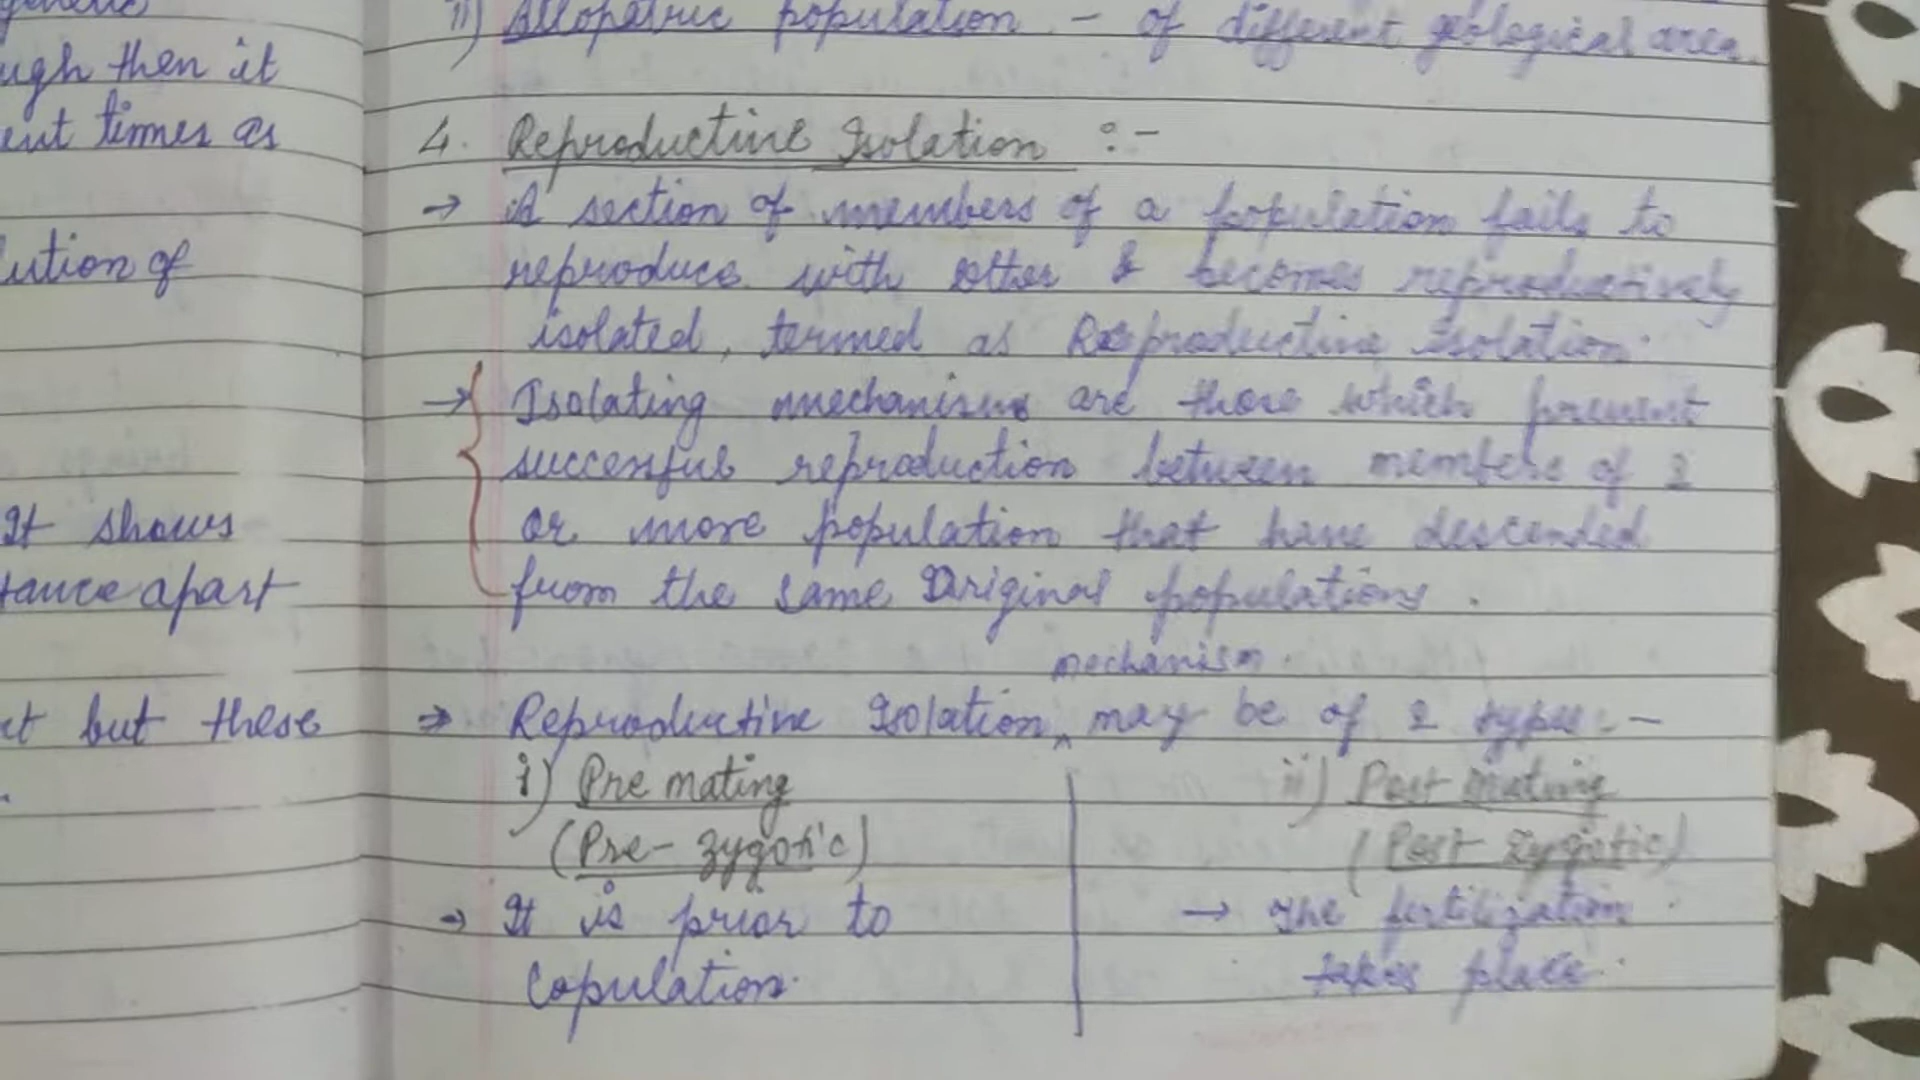 ugh then it
ent times as
lution of
It shows
tance apart
ct but these
ii) Allopatric population - of different geological area.
4. Reproductive Isolation :-
→ A section of members of a population fails to
reproduce with other & becomes reproductively
isolated, termed as Reproductive Isolation.
→ Isolating mechanisms are those which prevent
successful reproduction between members of 2
or more population that have descended
from the same Original populations.
mechanism
⇒ Reproductive Isolation ^ may be of 2 types :-
i) Pre mating
(Pre-zygotic)
→ It is prior to
Copulation.
ii) Post mating
(Post zygotic)
→ The fertilization
takes place.